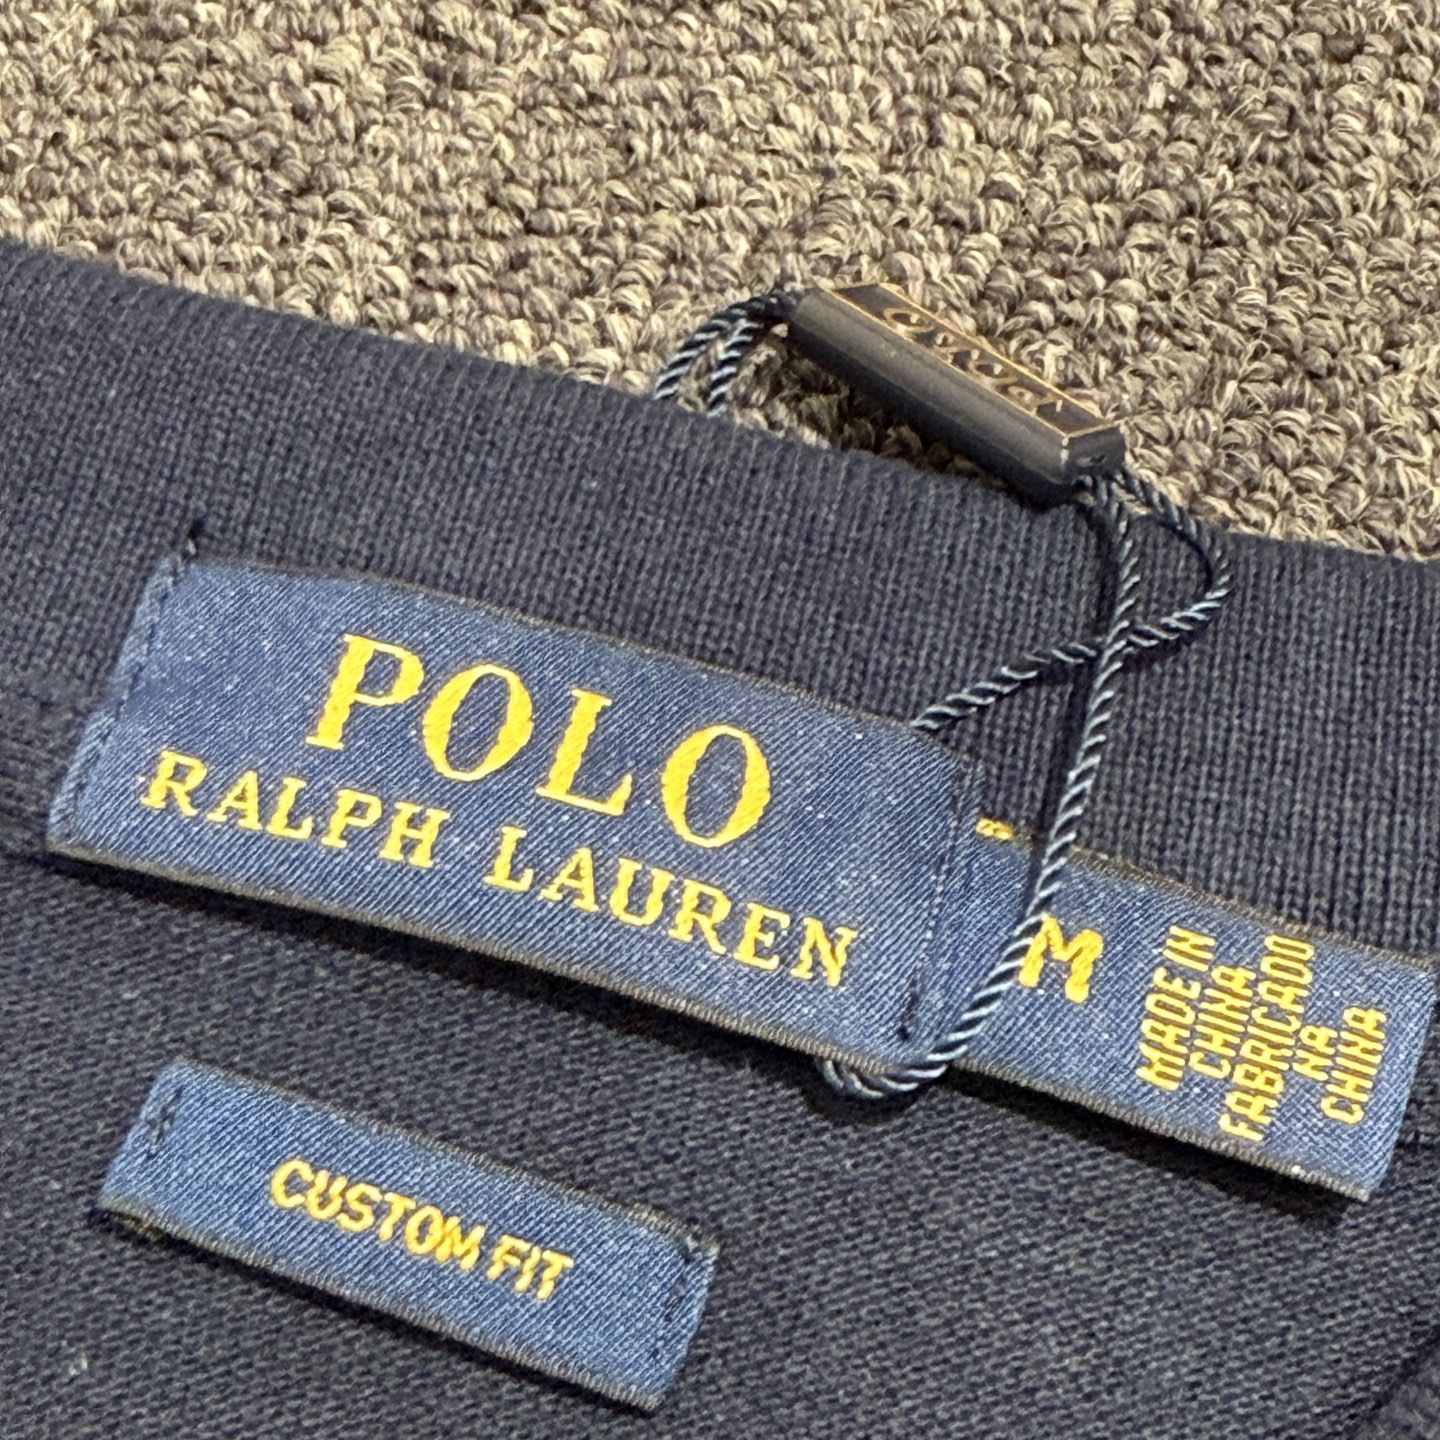 POLO
RALPH LAUREN
M
MADE IN
CHINA
FABRICADO
NA
CHINA
CUSTOM FIT